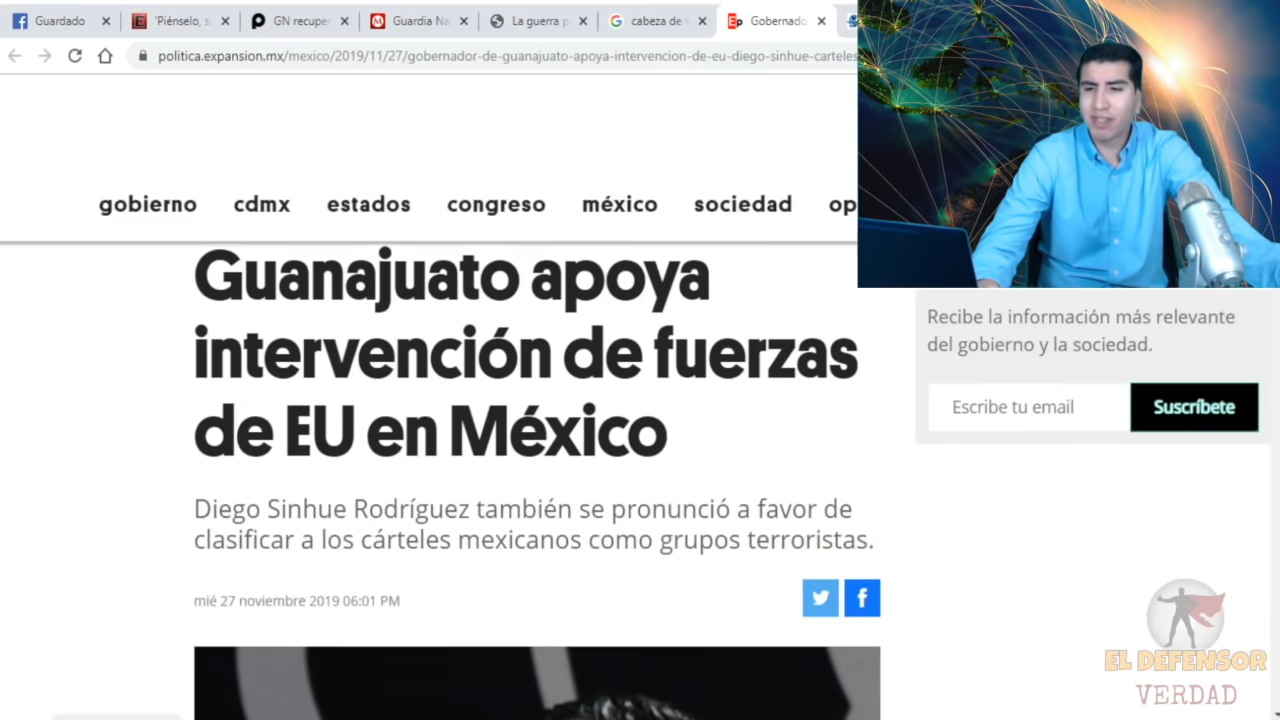 Guardado
'Piénselo, s
GN recupe
Guardia Na
La guerra p
cabeza de v
Gobernado
politica.expansion.mx/mexico/2019/11/27/gobernador-de-guanajuato-apoya-intervencion-de-eu-diego-sinhue-carteles
gobierno cdmx estados congreso méxico sociedad op
Guanajuato apoya
intervención de fuerzas
de EU en México
Diego Sinhue Rodríguez también se pronunció a favor de
clasificar a los cárteles mexicanos como grupos terroristas.
mié 27 noviembre 2019 06:01 PM
Recibe la información más relevante
del gobierno y la sociedad.
Escribe tu email
Suscríbete
EL DEFENSOR
VERDAD